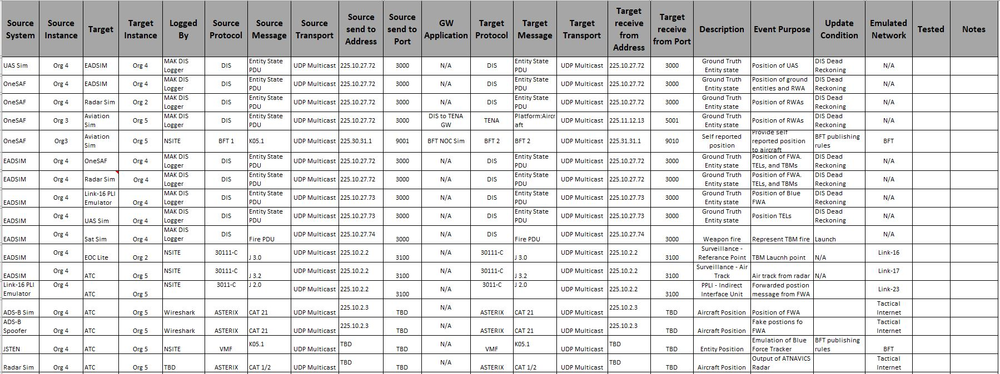 Source System | Source Instance | Target | Target Instance | Logged By | Source Protocol | Source Message | Source Transport | Source send to Address | Source send to Port | GW Application | Target Protocol | Target Message | Target Transport | Target receive from Address | Target receive from Port | Description | Event Purpose | Update Condition | Emulated Network | Tested | Notes
UAS Sim | Org 4 | EADSIM | Org 4 | MAK DIS Logger | DIS | Entity State PDU | UDP Multicast | 225.10.27.72 | 3000 | N/A | DIS | Entity State PDU | UDP Multicast | 225.10.27.72 | 3000 | Ground Truth Entity state | Position of UAS | DIS Dead Reckoning | N/A
OneSAF | Org 4 | EADSIM | Org 4 | MAK DIS Logger | DIS | Entity State PDU | UDP Multicast | 225.10.27.72 | 3000 | N/A | DIS | Entity State PDU | UDP Multicast | 225.10.27.72 | 3000 | Ground Truth Entity state | Position of ground entitles and RWA | DIS Dead Reckoning | N/A
OneSAF | Org 4 | Radar Sim | Org 2 | MAK DIS Logger | DIS | Entity State PDU | UDP Multicast | 225.10.27.72 | 3000 | N/A | DIS | Entity State PDU | UDP Multicast | 225.10.27.72 | 3000 | Ground Truth Entity state | Position of RWAs | DIS Dead Reckoning | N/A
OneSAF | Org 3 | Aviation Sim | Org 5 | MAK DIS Logger | DIS | Entity State PDU | UDP Multicast | 225.10.27.72 | 3000 | DIS to TENA GW | TENA | Platform:Aircraft | UDP Multicast | 225.11.12.13 | 5001 | Ground Truth Entity state | Position of RWAs | DIS Dead Reckoning | N/A
OneSAF | Org3 | Aviation Sim | Org 5 | NSITE | BFT 1 | K05.1 | UDP Multicast | 225.30.31.1 | 9001 | BFT NOC Sim | BFT 2 | BFT 2 | UDP Multicast | 225.31.31.1 | 9010 | Self reported position | Provide self reported position to aircraft | BFT publishing rules | BFT
EADSIM | Org 4 | OneSAF | Org 4 | MAK DIS Logger | DIS | Entity State PDU | UDP Multicast | 225.10.27.72 | 3000 | N/A | DIS | Entity State PDU | UDP Multicast | 225.10.27.72 | 3000 | Ground Truth Entity state | Position of FWA. TELs, and TBMs | DIS Dead Reckoning | N/A
EADSIM | Org 4 | Radar Sim | Org 4 | MAK DIS Logger | DIS | Entity State PDU | UDP Multicast | 225.10.27.72 | 3000 | N/A | DIS | Entity State PDU | UDP Multicast | 225.10.27.72 | 3000 | Ground Truth Entity state | Position of FWA. TELs, and TBMs | DIS Dead Reckoning | N/A
EADSIM | Org 4 | Link-16 PLI Emulator | Org 4 | MAK DIS Logger | DIS | Entity State PDU | UDP Multicast | 225.10.27.73 | 3000 | N/A | DIS | Entity State PDU | UDP Multicast | 225.10.27.73 | 3000 | Ground Truth Entity state | Position of Blue FWA | DIS Dead Reckoning | N/A
EADSIM | Org 4 | UAS Sim | Org 4 | MAK DIS Logger | DIS | Entity State PDU | UDP Multicast | 225.10.27.73 | 3000 | N/A | DIS | Entity State PDU | UDP Multicast | 225.10.27.73 | 3000 | Ground Truth Entity state | Position TELs | DIS Dead Reckoning | N/A
EADSIM | Org 4 | Sat Sim | Org 4 | MAK DIS Logger | DIS | Fire PDU | UDP Multicast | 225.10.27.74 | 3000 | N/A | DIS | Fire PDU | UDP Multicast | 225.10.27.74 | 3000 | Weapon fire | Represent TBM fire | Launch | N/A
EADSIM | Org 4 | EOC Lite | Org 2 | NSITE | 30111-C | J 3.0 | UDP Multicast | 225.10.2.2 | 3100 | N/A | 30111-C | J 3.0 | UDP Multicast | 225.10.2.2 | 3100 | Surveillance - Referance Point | TBM Laucnh point | N/A | Link-16
EADSIM | Org 4 | ATC | Org 5 | NSITE | 30111-C | J 3.2 | UDP Multicast | 225.10.2.2 | 3100 | N/A | 30111-C | J 3.2 | UDP Multicast | 225.10.2.2 | 3100 | Surveillance - Air Track | Air track from radar | N/A | Link-17
Link-16 PLI Emulator | Org 4 | ATC | Org 5 | NSITE | 3011-C | J 2.0 | UDP Multicast | 225.10.2.2 | 3100 | N/A | 3011-C | J 2.0 | UDP Multicast | 225.10.2.2 | 3100 | PPLI - Indirect Interface Unit | Forwarded postion message from FWA | Link-23
ADS-B Sim | Org 4 | ATC | Org 5 | Wireshark | ASTERIX | CAT 21 | UDP Multicast | 225.10.2.3 | TBD | N/A | ASTERIX | CAT 21 | UDP Multicast | 225.10.2.3 | TBD | Aircraft Position | Position of FWA | Tactical Internet
ADS-B Spoofer | Org 4 | ATC | Org 5 | Wireshark | ASTERIX | CAT 21 | UDP Multicast | 225.10.2.3 | TBD | N/A | ASTERIX | CAT 21 | UDP Multicast | 225.10.2.3 | TBD | Aircraft Position | Fake postions fo FWA | Tactical Internet
JSTEN | Org 4 | ATC | Org 5 | NSITE | VMF | K05.1 | UDP Multicast | TBD | TBD | N/A | VMF | K05.1 | UDP Multicast | TBD | TBD | Entity Position | Emulation of Blue Force Tracker | BFT publishing rules | BFT
Radar Sim | Org 4 | ATC | Org 5 | TBD | ASTERIX | CAT 1/2 | UDP Multicast | TBD | TBD | N/A | ASTERIX | CAT 1/2 | UDP Multicast | TBD | TBD | Aircraft Position | Output of ATNAVICS Radar | Tactical Internet